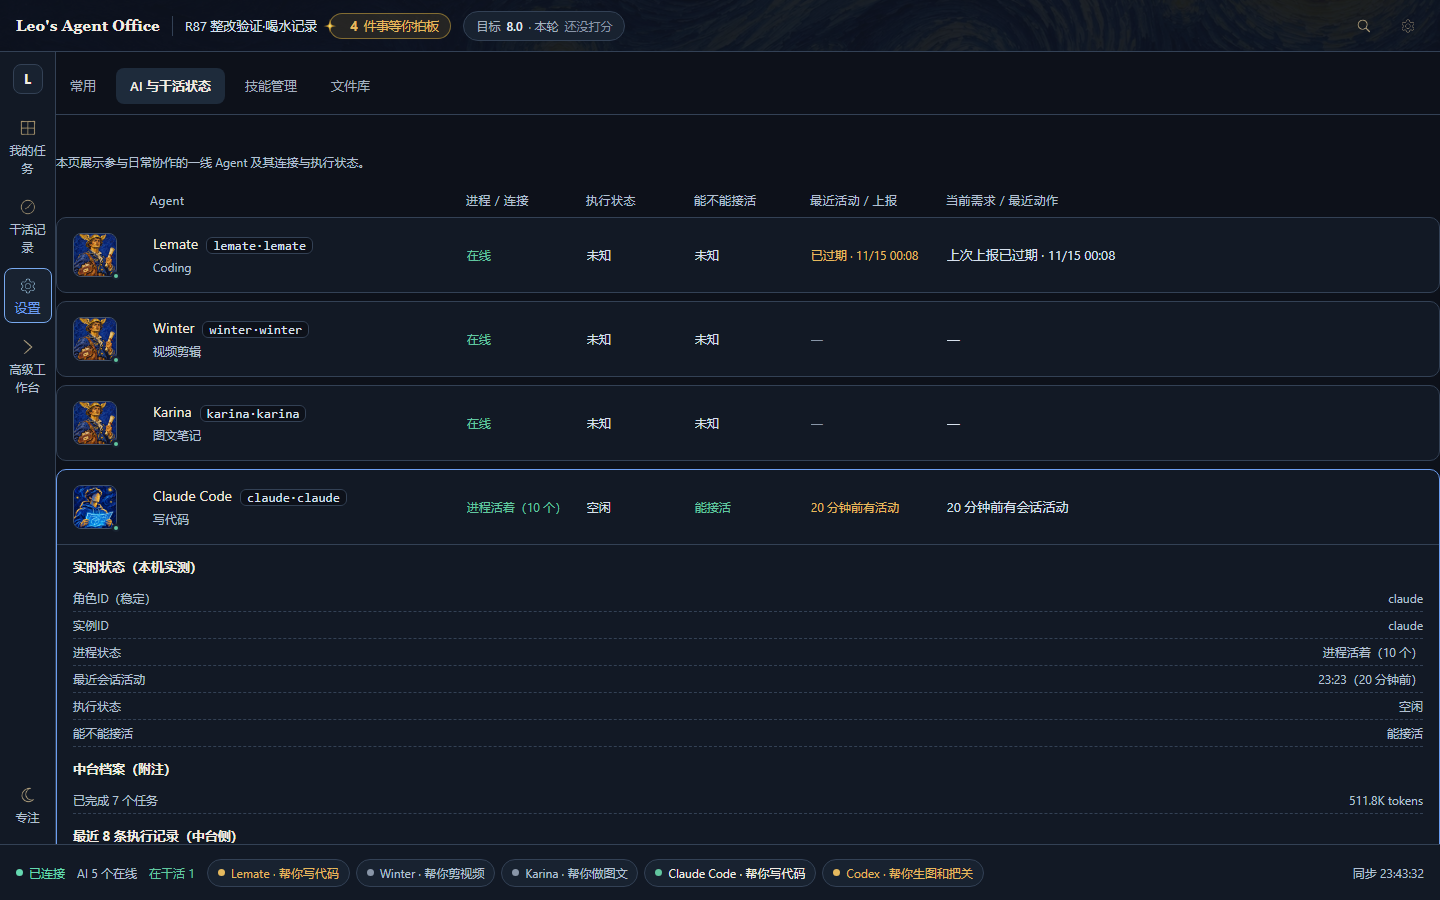 Leo's Agent Office
R87 整改验证·喝水记录
4 件事等你拍板
目标 8.0 · 本轮 还没打分
L
我的任务
干活记录
设置
高级工作台
专注
常用
AI 与干活状态
技能管理
文件库
本页展示参与日常协作的一线 Agent 及其连接与执行状态。
Agent 进程 / 连接 执行状态 能不能接活 最近活动 / 上报 当前需求 / 最近动作
Lemate lemate·lemate
Coding
在线 未知 未知 已过期 · 11/15 00:08 上次上报已过期 · 11/15 00:08
Winter winter·winter
视频剪辑
在线 未知 未知 — —
Karina karina·karina
图文笔记
在线 未知 未知 — —
Claude Code claude·claude
写代码
进程活着（10 个） 空闲 能接活 20 分钟前有活动 20 分钟前有会话活动
实时状态（本机实测）
角色ID（稳定） claude
实例ID claude
进程状态 进程活着（10 个）
最近会话活动 23:23（20 分钟前）
执行状态 空闲
能不能接活 能接活
中台档案（附注）
已完成 7 个任务 511.8K tokens
最近 8 条执行记录（中台侧）
已连接 AI 5 个在线 在干活 1
Lemate · 帮你写代码
Winter · 帮你剪视频
Karina · 帮你做图文
Claude Code · 帮你写代码
Codex · 帮你生图和把关
同步 23:43:32